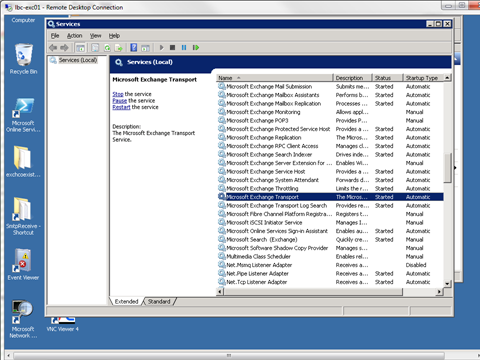 lbc-exc01 - Remote Desktop Connection
Computer
Recycle Bin
Microsoft
Online Servi...
exchcoexist...
SmtpReceive -
Shortcut
Event Viewer
Microsoft
Network ...
VNC Viewer 4
Services
File Action View Help
Services (Local)
Services (Local)
Microsoft Exchange Transport
Stop the service
Pause the service
Restart the service
Description:
The Microsoft Exchange Transport
Service.
Name Description Status Startup Type
Microsoft Exchange Mail Submission Submits me... Started Automatic
Microsoft Exchange Mailbox Assistants Performs b... Started Automatic
Microsoft Exchange Mailbox Replication Processes ... Started Automatic
Microsoft Exchange Monitoring Allows appl... Manual
Microsoft Exchange POP3 Provides P... Manual
Microsoft Exchange Protected Service Host Provides a ... Started Automatic
Microsoft Exchange Replication The Micros... Started Automatic
Microsoft Exchange RPC Client Access Manages cl... Started Automatic
Microsoft Exchange Search Indexer Drives inde... Started Automatic
Microsoft Exchange Server Extension for ... Enables Wi... Manual
Microsoft Exchange Service Host Provides a ... Started Automatic
Microsoft Exchange System Attendant Forwards d... Started Automatic
Microsoft Exchange Throttling Limits the r... Started Automatic
Microsoft Exchange Transport The Micros... Started Automatic
Microsoft Exchange Transport Log Search Provides re... Started Automatic
Microsoft Fibre Channel Platform Registra... Registers t... Manual
Microsoft iSCSI Initiator Service Manages I... Manual
Microsoft Online Services Sign-in Assistant Enables au... Started Automatic
Microsoft Search (Exchange) Quickly cre... Started Manual
Microsoft Software Shadow Copy Provider Manages s... Manual
Multimedia Class Scheduler Enables rel... Manual
Net.Msmq Listener Adapter Receives a... Disabled
Net.Pipe Listener Adapter Receives a... Started Automatic
Net.Tcp Listener Adapter Receives a... Started Automatic
Extended Standard